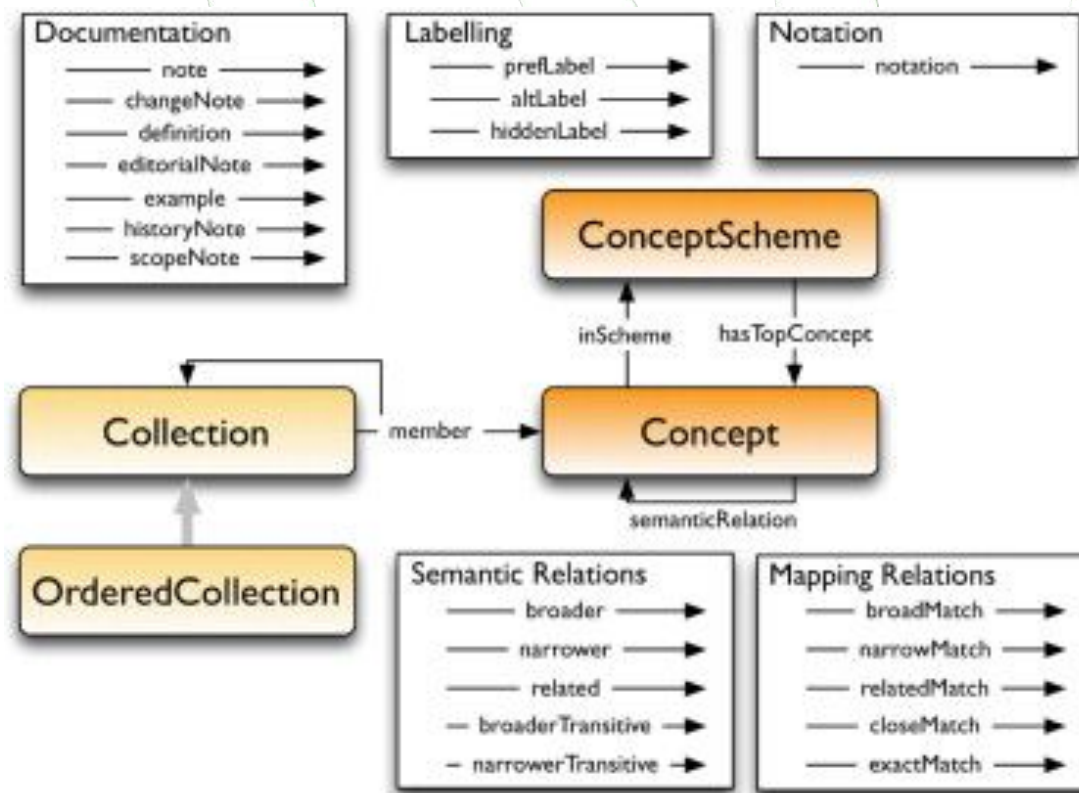 Documentation
note
changeNote
definition
editorialNote
example
historyNote
scopeNote
Labelling
prefLabel
altLabel
hiddenLabel
Notation
notation
ConceptScheme
inScheme
hasTopConcept
Collection
member
Concept
semanticRelation
OrderedCollection
Semantic Relations
broader
narrower
related
broaderTransitive
narrowerTransitive
Mapping Relations
broadMatch
narrowMatch
relatedMatch
closeMatch
exactMatch